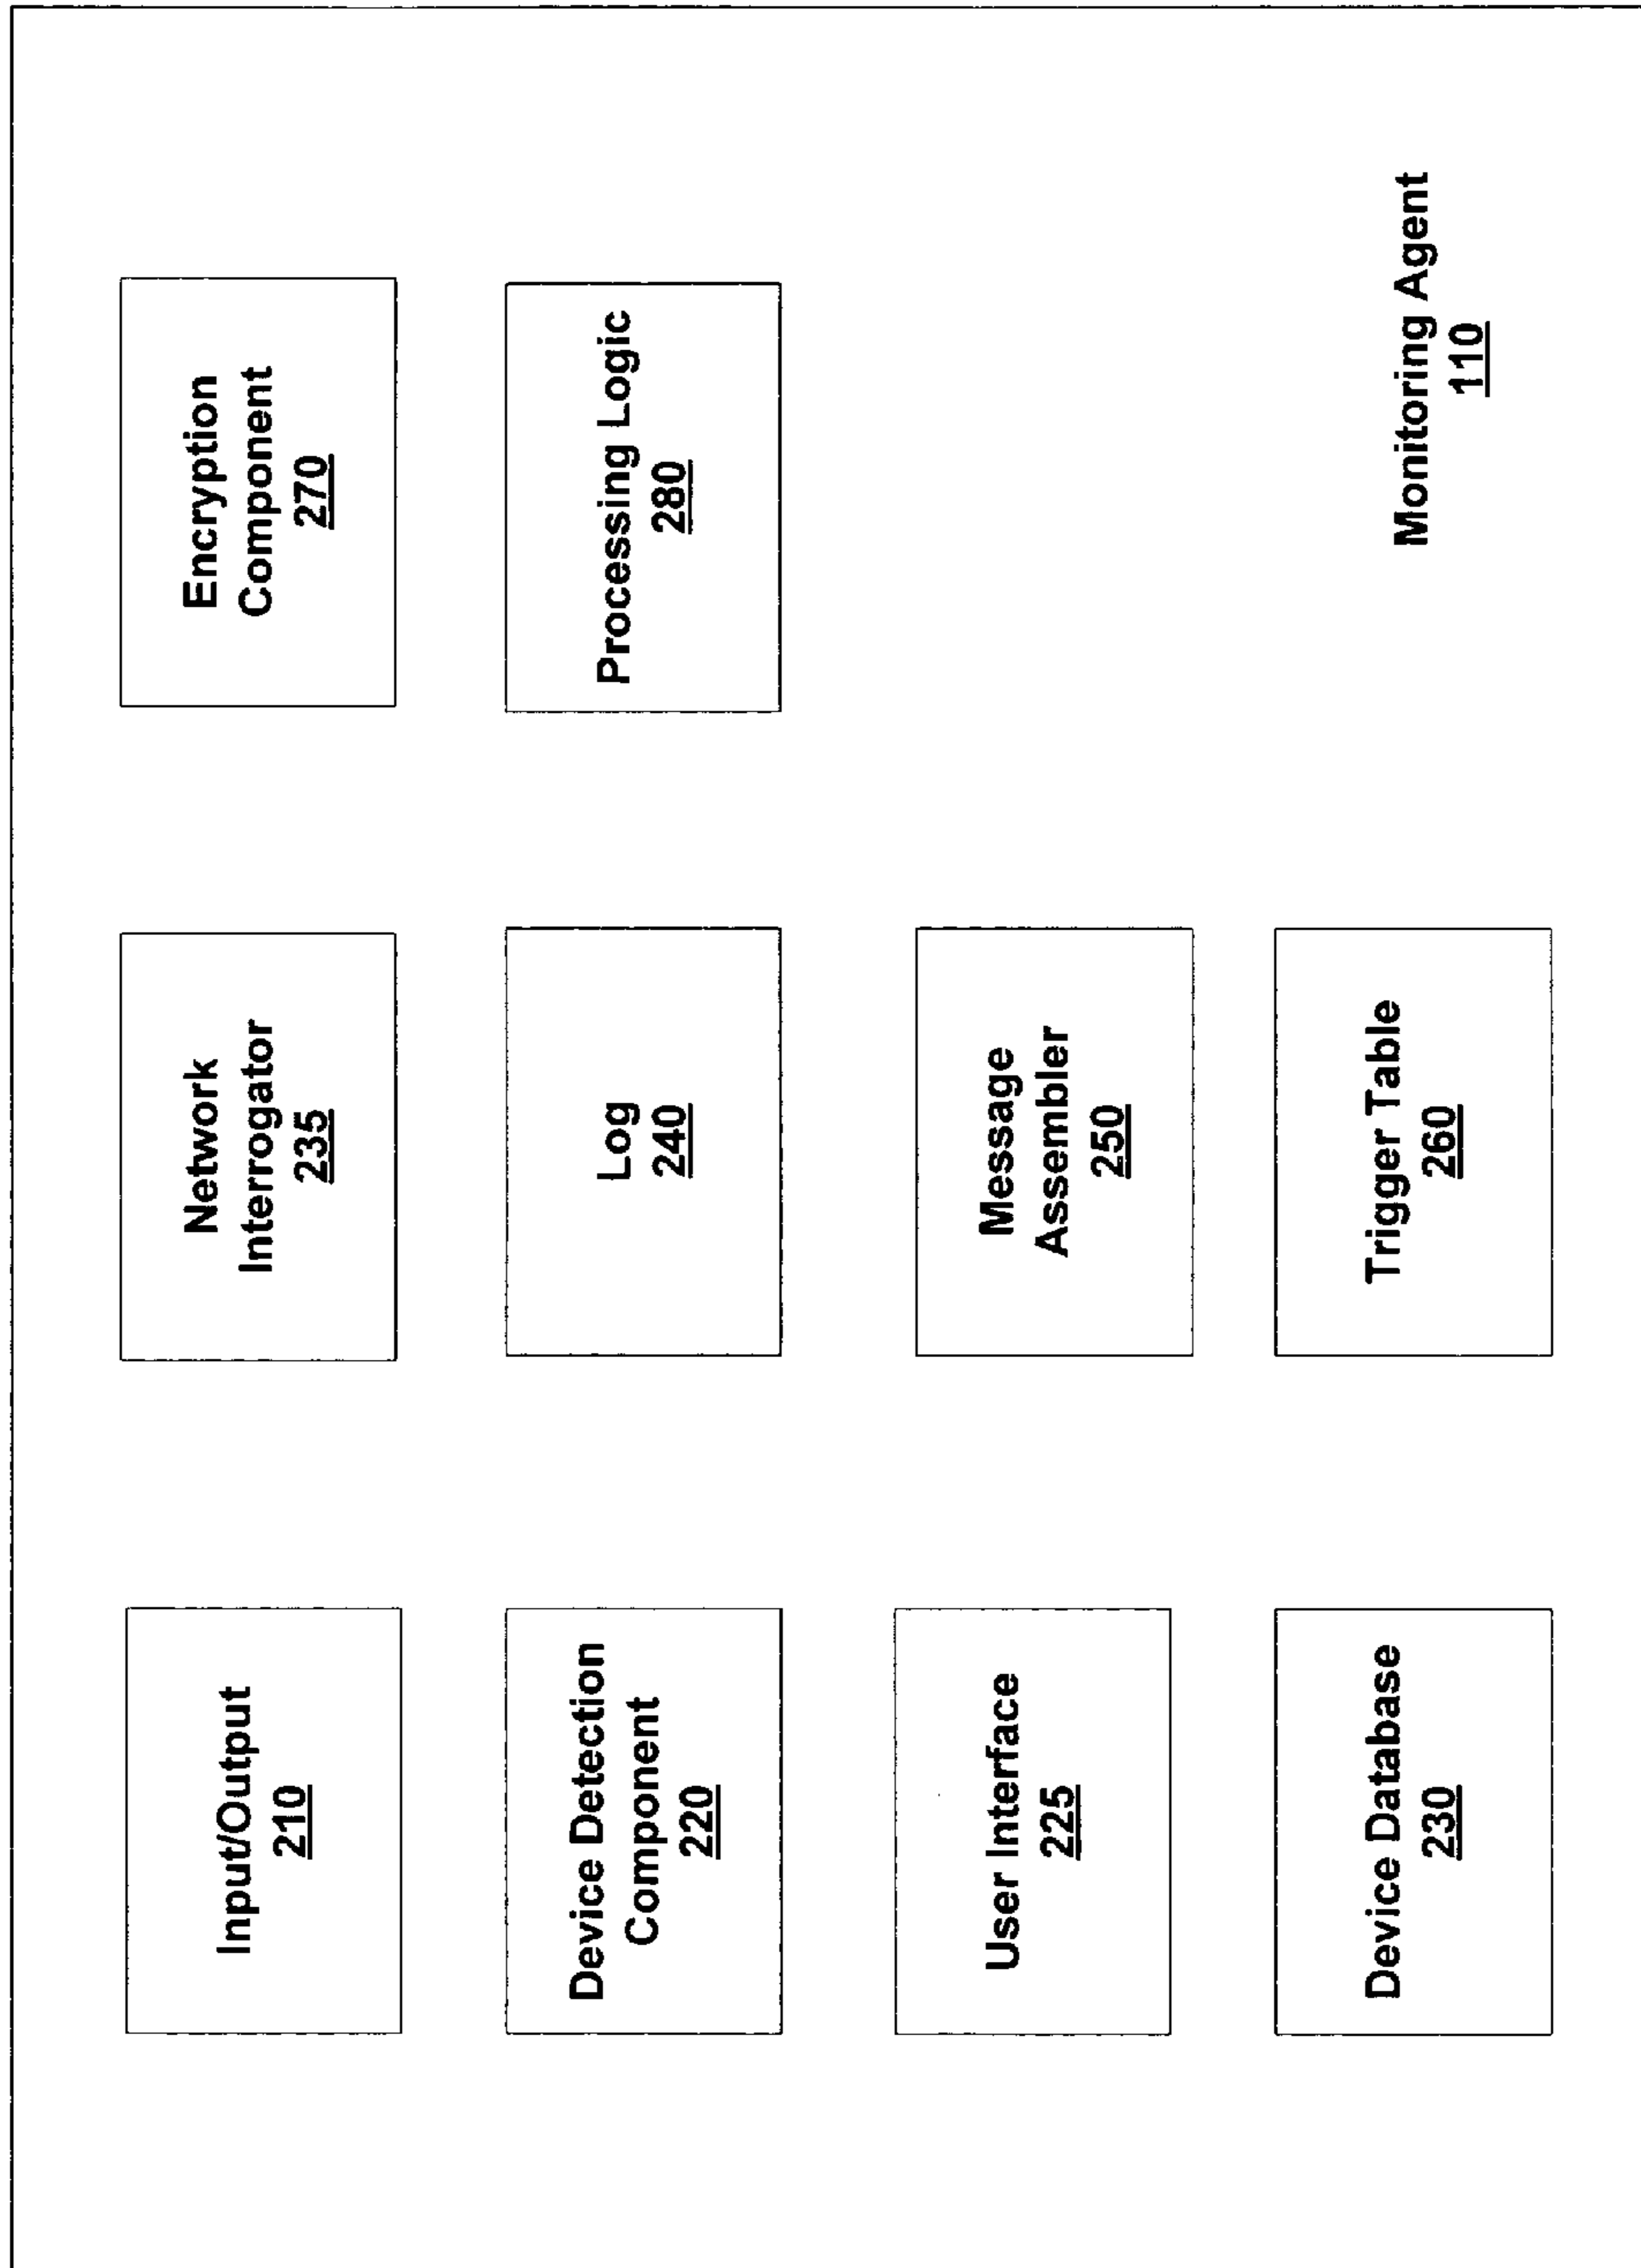 Input/Output
210
Device Detection
Component
220
User Interface
225
Device Database
230
Network
Interrogator
235
Log
240
Message
Assembler
250
Trigger Table
260
Encryption
Component
270
Processing Logic
280
Monitoring Agent
110